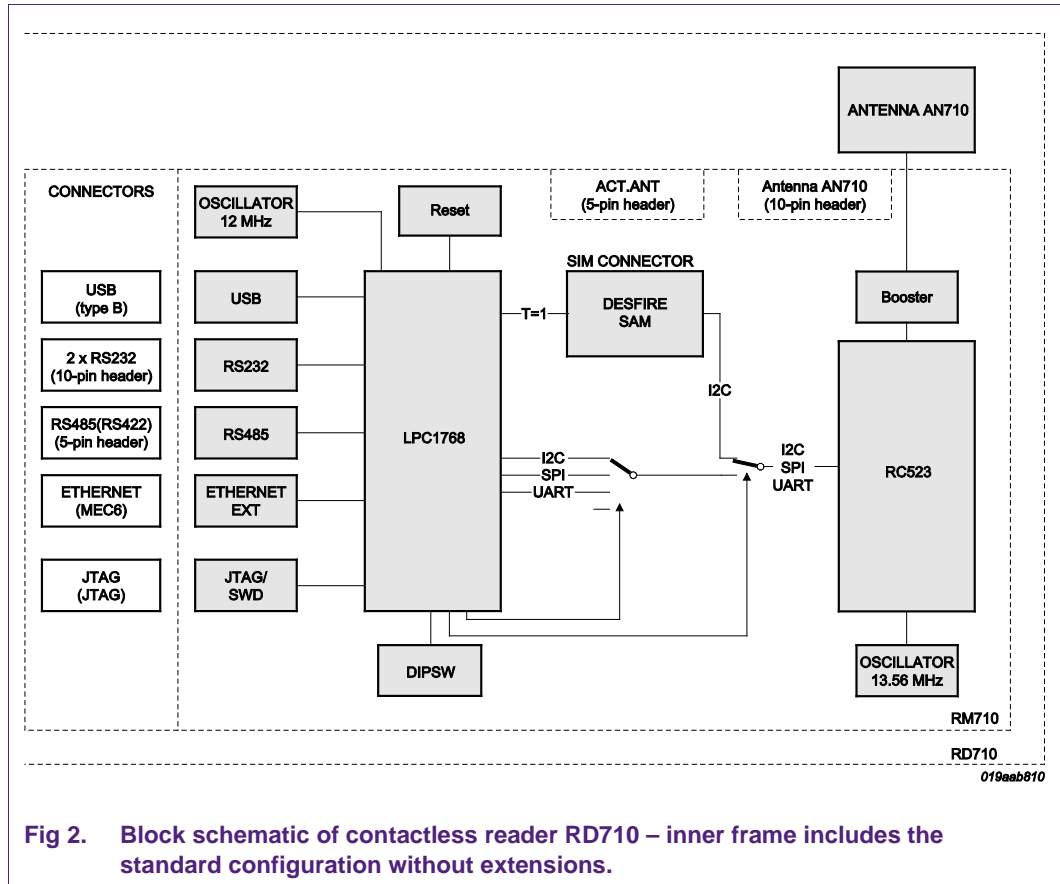 ANTENNA AN710
CONNECTORS
OSCILLATOR
12 MHz
Reset
ACT.ANT
(5-pin header)
Antenna AN710
(10-pin header)
SIM CONNECTOR
USB
(type B)
USB
T=1
DESFIRE
SAM
Booster
2 x RS232
(10-pin header)
RS232
I2C
RS485(RS422)
(5-pin header)
RS485
LPC1768
I2C
SPI
UART
I2C
SPI
UART
RC523
ETHERNET
(MEC6)
ETHERNET
EXT
JTAG
(JTAG)
JTAG/
SWD
DIPSW
OSCILLATOR
13.56 MHz
RM710
RD710
019aab810
Fig 2. Block schematic of contactless reader RD710 – inner frame includes the
standard configuration without extensions.